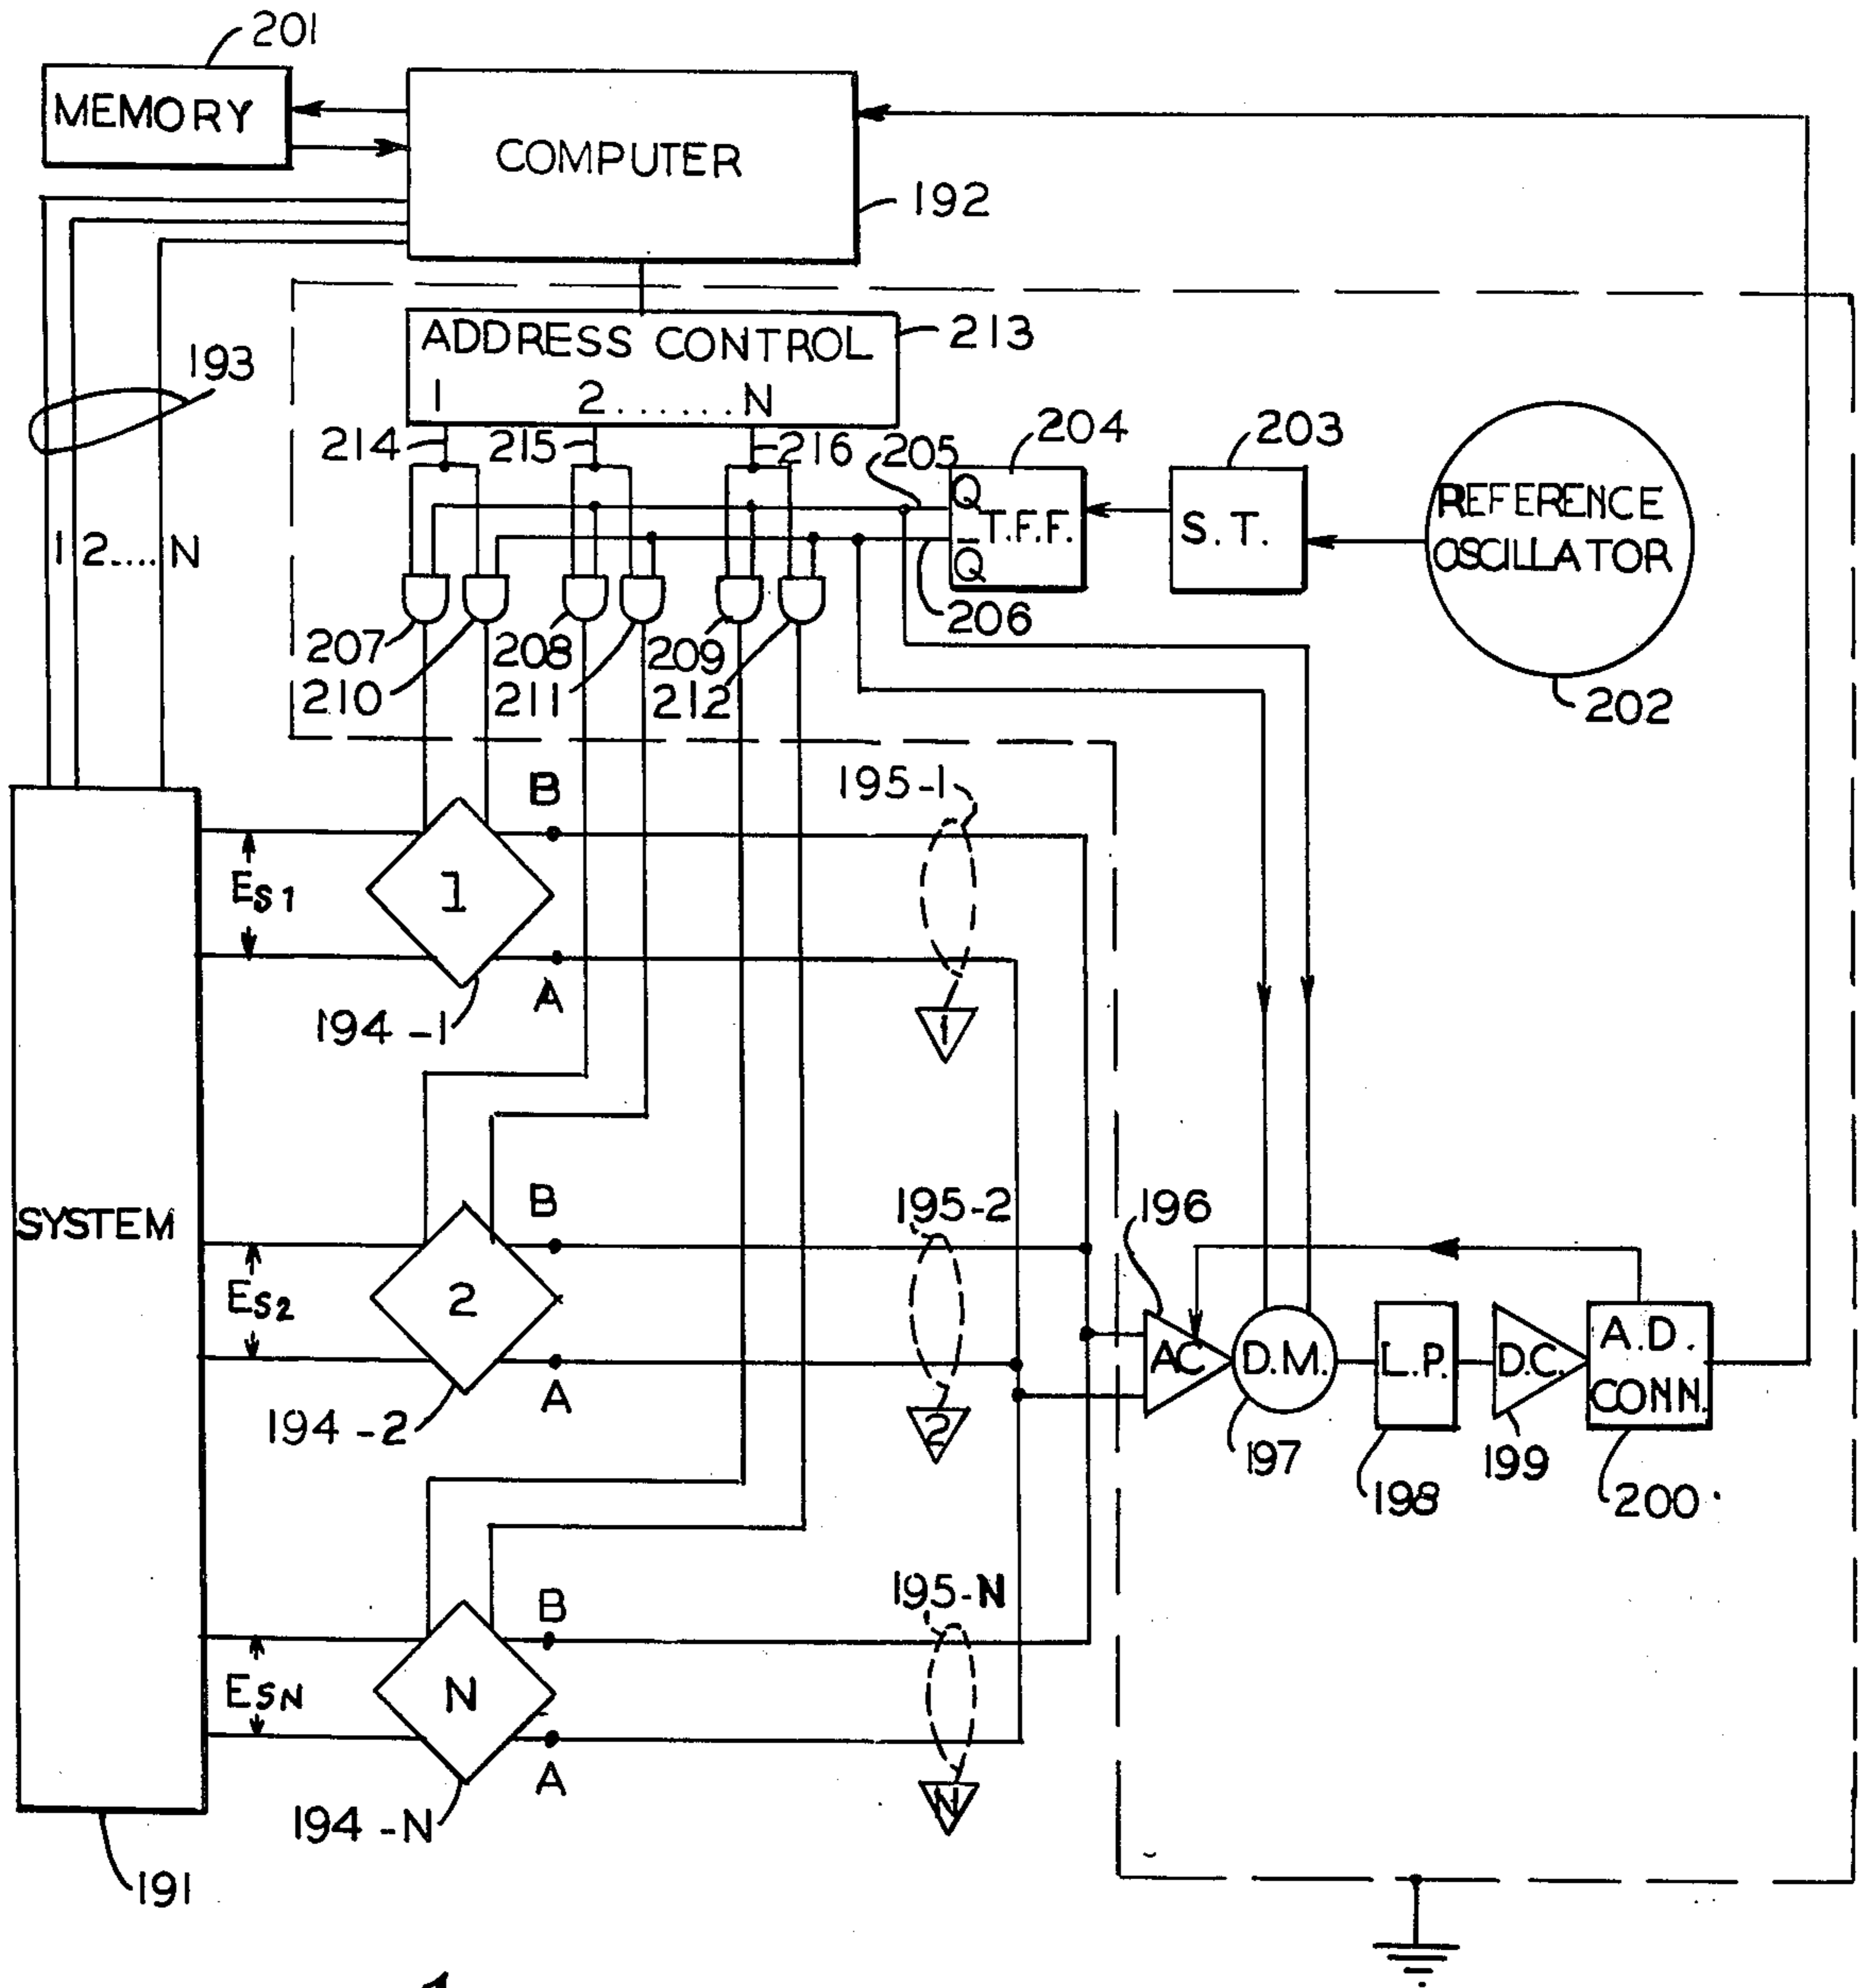 201
MEMORY
COMPUTER
192
193
ADDRESS CONTROL
1 2.......N
213
214
215
216
205
204
203
Q
T.F.F.
Q̅
S.T.
REFERENCE
OSCILLATOR
1 2....N
206
202
207
208
209
210
211
212
B
195-1
ES1
1
A
1
194-1
SYSTEM
B
195-2
196
ES2
2
AC
D.M.
L.P.
D.C.
A.D.
CONN.
A
2
194-2
197
198
199
200
B
195-N
ESN
N
A
N
194-N
191